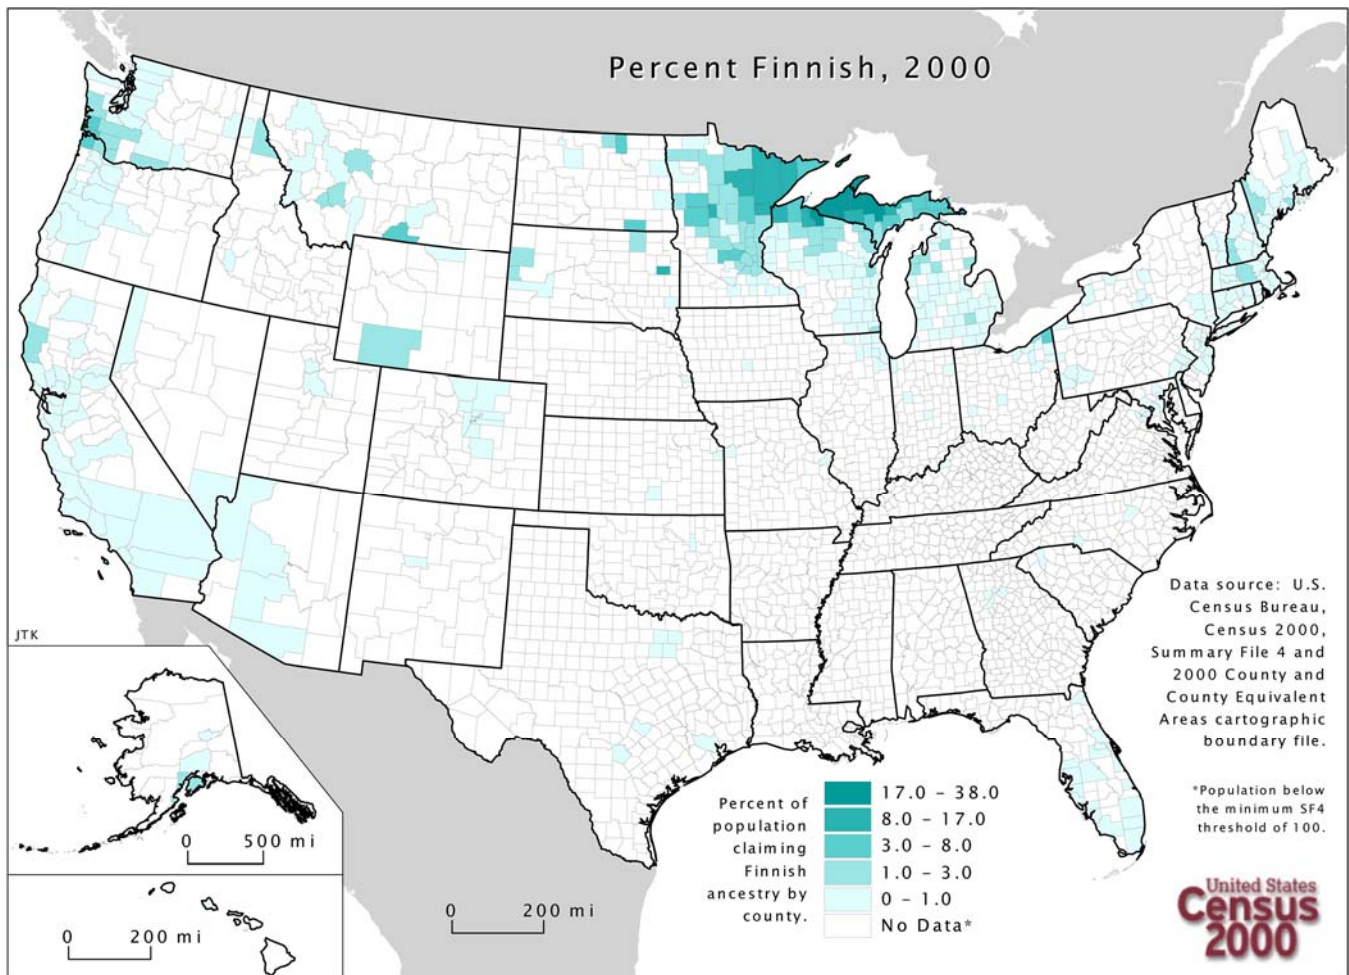 Percent Finnish, 2000
JTK
Data source: U.S.
Census Bureau,
Census 2000,
Summary File 4 and
2000 County and
County Equivalent
Areas cartographic
boundary file.
*Population below
the minimum SF4
threshold of 100.
Percent of
population
claiming
Finnish
ancestry by
county.
17.0 – 38.0
8.0 – 17.0
3.0 – 8.0
1.0 – 3.0
0 – 1.0
No Data*
0 500 mi
0 200 mi
0 200 mi
United States
Census
2000